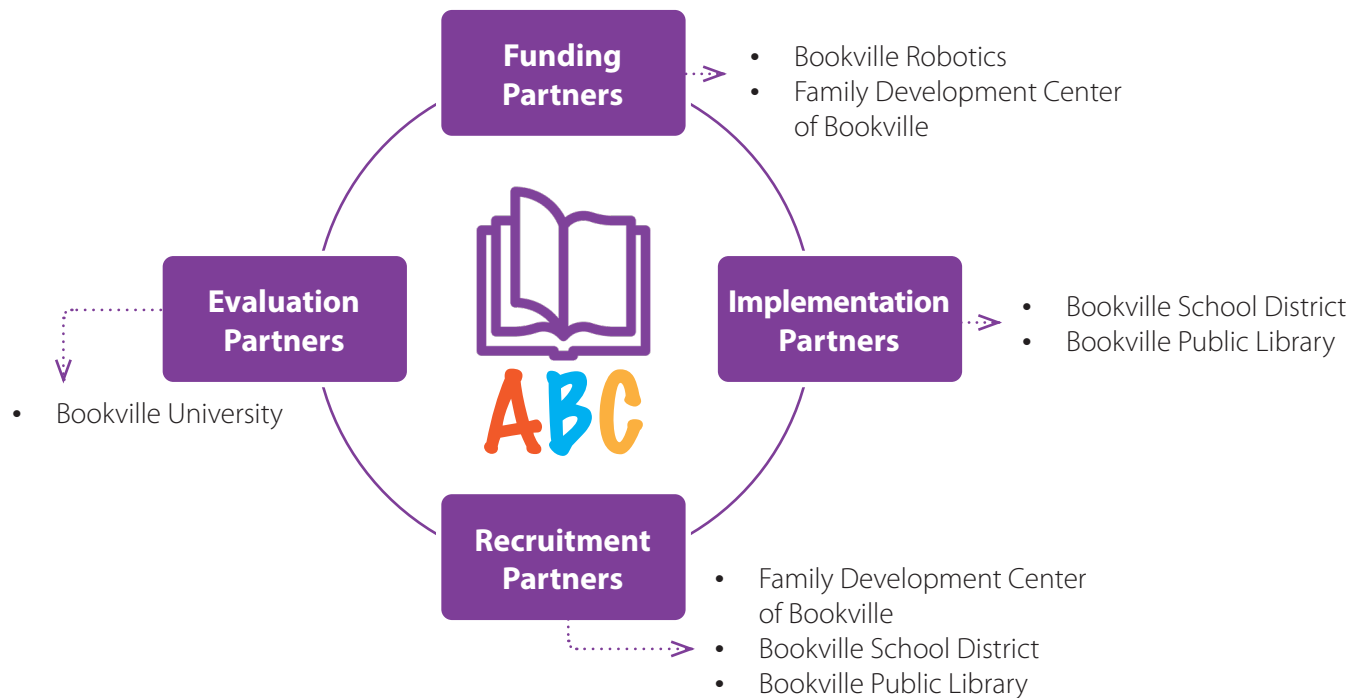 Funding
Partners
• Bookville Robotics
• Family Development Center
of Bookville
Evaluation
Partners
Implementation
Partners
• Bookville School District
• Bookville Public Library
• Bookville University
ABC
Recruitment
Partners
• Family Development Center
of Bookville
• Bookville School District
• Bookville Public Library